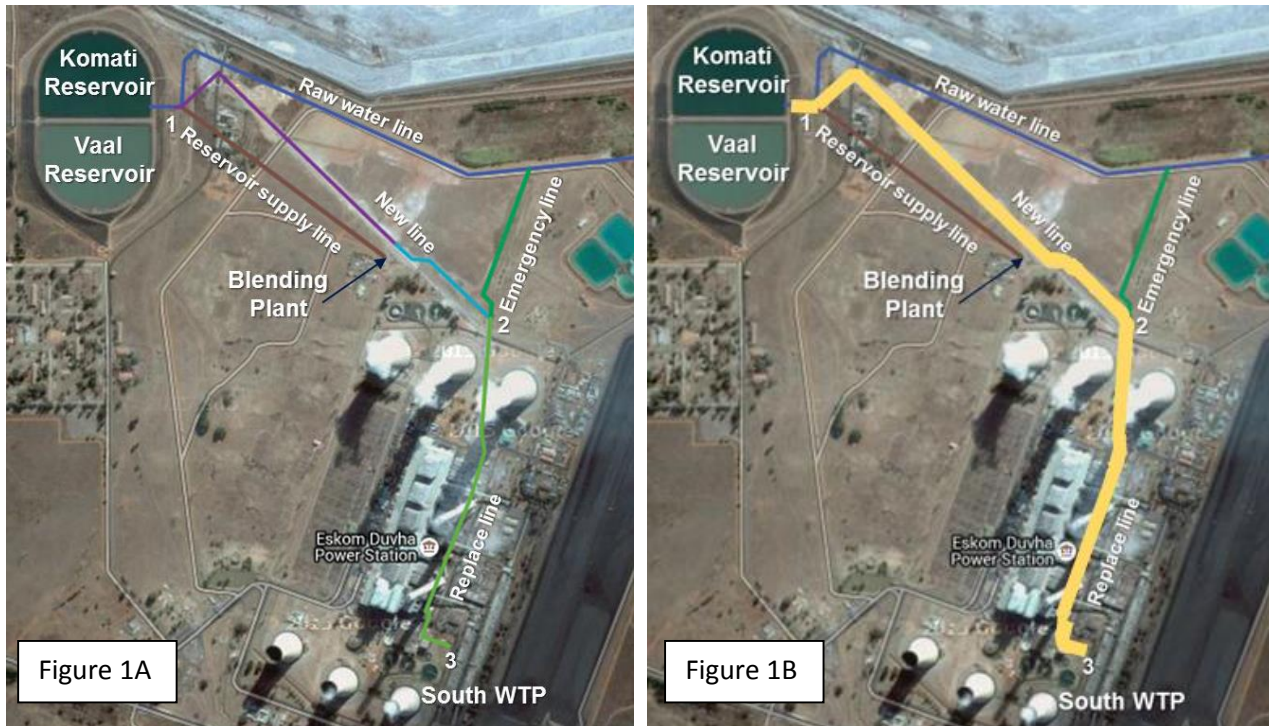 Komati
Reservoir
Vaal
Reservoir
1
Reservoir supply line
Raw water line
New line
Emergency line
Blending
Plant
2
Eskom Duvha
Power Station
Replace line
3
South WTP
Figure 1A
Komati
Reservoir
Vaal
Reservoir
1
Reservoir supply line
Raw water line
New line
Emergency line
Blending
Plant
2
Eskom Duvha
Power Station
Replace line
3
South WTP
Figure 1B